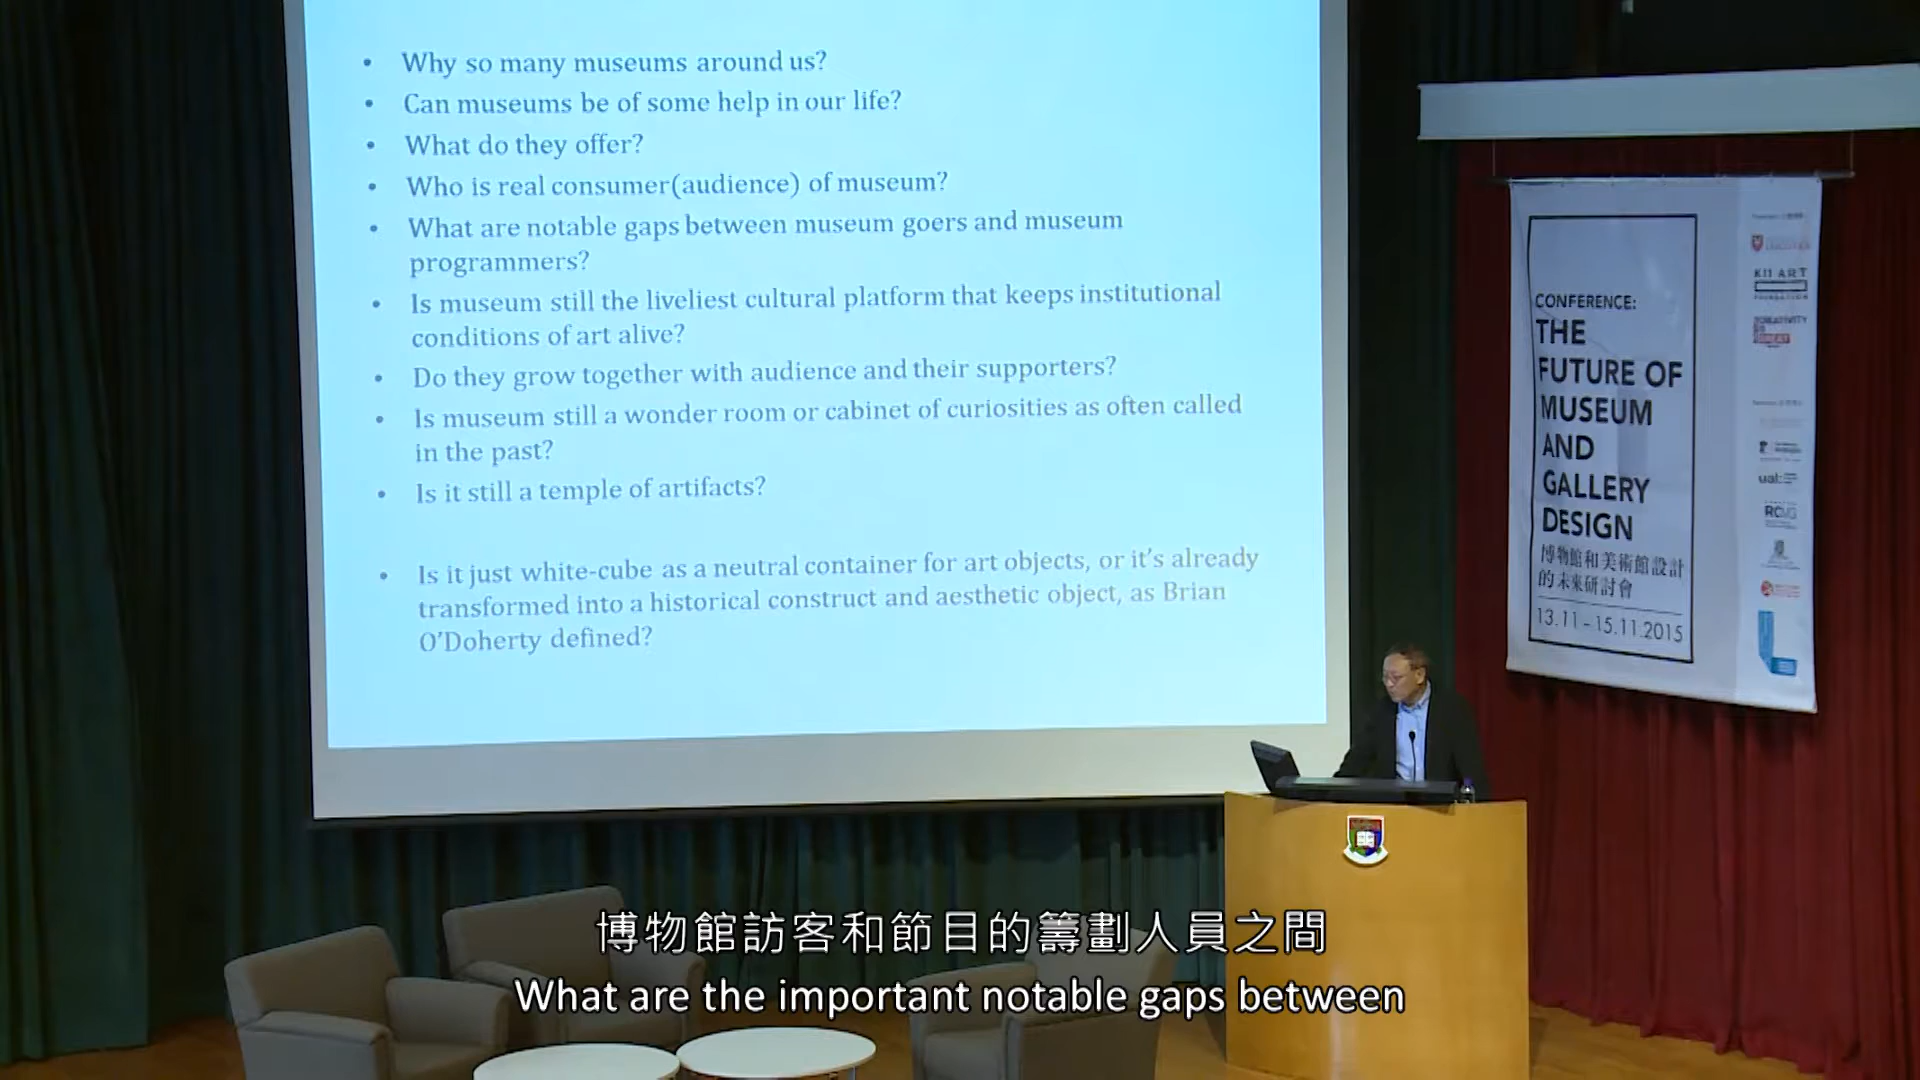 • Why so many museums around us?
• Can museums be of some help in our life?
• What do they offer?
• Who is real consumer(audience) of museum?
• What are notable gaps between museum goers and museum
programmers?
• Is museum still the liveliest cultural platform that keeps institutional
conditions of art alive?
• Do they grow together with audience and their supporters?
• Is museum still a wonder room or cabinet of curiosities as often called
in the past?
• Is it still a temple of artifacts?
• Is it just white-cube as a neutral container for art objects, or it's already
transformed into a historical construct and aesthetic object, as Brian
O'Doherty defined?
CONFERENCE:
THE
FUTURE OF
MUSEUM
AND
GALLERY
DESIGN
博物館和美術館設計
的未來研討會
13.11 – 15.11.2015
ual:
RCMG
博物館訪客和節目的籌劃人員之間
What are the important notable gaps between